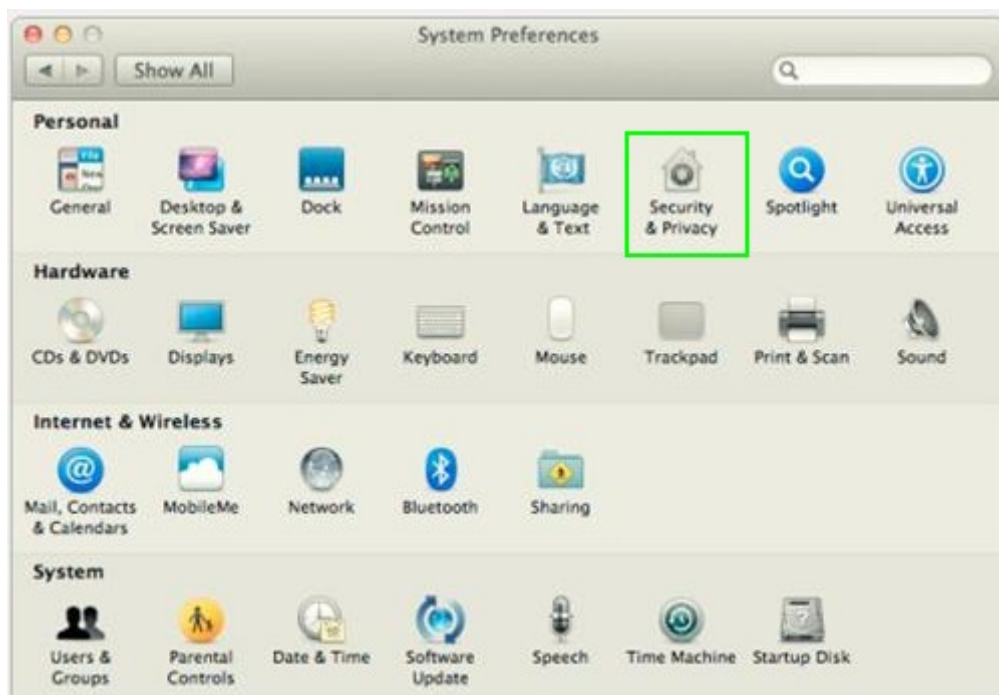 System Preferences
Show All
Personal
General
Desktop & Screen Saver
Dock
Mission Control
Language & Text
Security & Privacy
Spotlight
Universal Access
Hardware
CDs & DVDs
Displays
Energy Saver
Keyboard
Mouse
Trackpad
Print & Scan
Sound
Internet & Wireless
Mail, Contacts & Calendars
MobileMe
Network
Bluetooth
Sharing
System
Users & Groups
Parental Controls
Date & Time
Software Update
Speech
Time Machine
Startup Disk